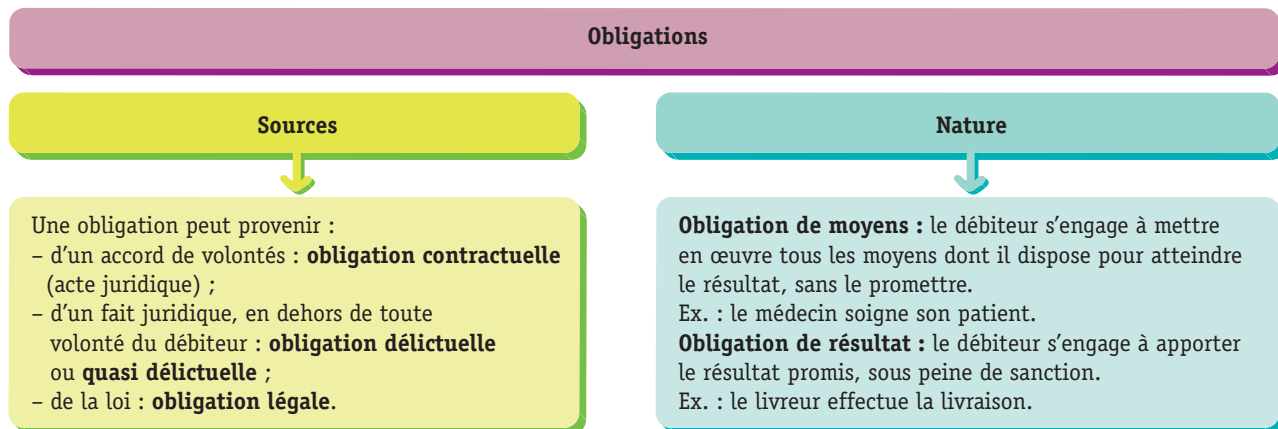 Obligations
Sources
Une obligation peut provenir :
– d'un accord de volontés : obligation contractuelle
(acte juridique) ;
– d'un fait juridique, en dehors de toute
volonté du débiteur : obligation délictuelle
ou quasi délictuelle ;
– de la loi : obligation légale.
Nature
Obligation de moyens : le débiteur s'engage à mettre
en œuvre tous les moyens dont il dispose pour atteindre
le résultat, sans le promettre.
Ex. : le médecin soigne son patient.
Obligation de résultat : le débiteur s'engage à apporter
le résultat promis, sous peine de sanction.
Ex. : le livreur effectue la livraison.